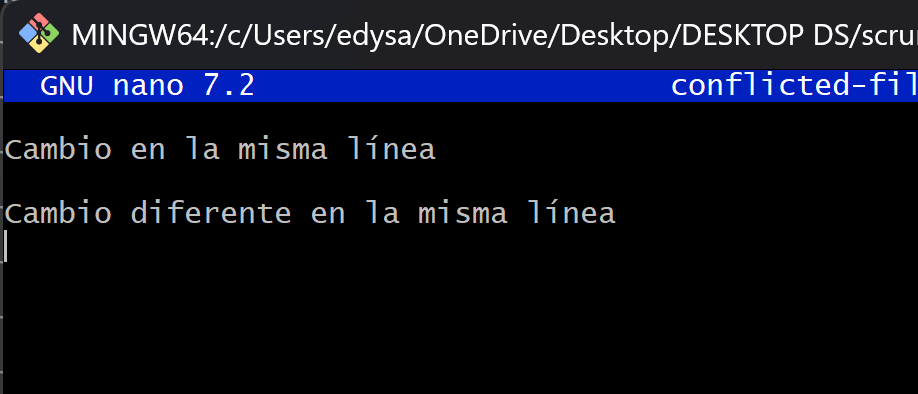 MINGW64:/c/Users/edysa/OneDrive/Desktop/DESKTOP DS/scru
GNU nano 7.2 conflicted-fil
Cambio en la misma línea
Cambio diferente en la misma línea